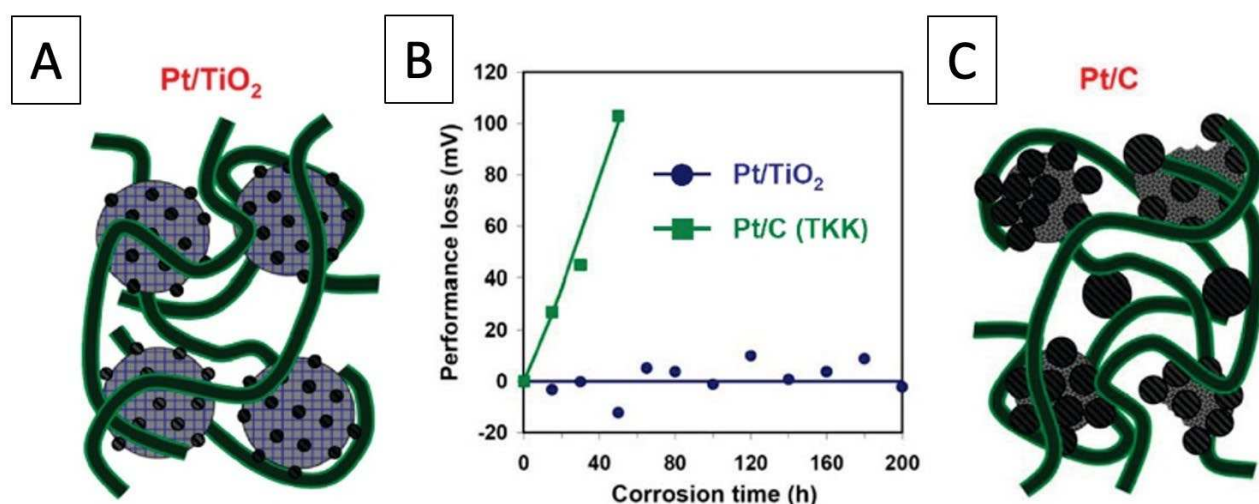 A
Pt/TiO₂
B
120
100
80
60
40
20
0
-20
Performance loss (mV)
Pt/TiO₂
Pt/C (TKK)
0 40 80 120 160 200
Corrosion time (h)
C
Pt/C